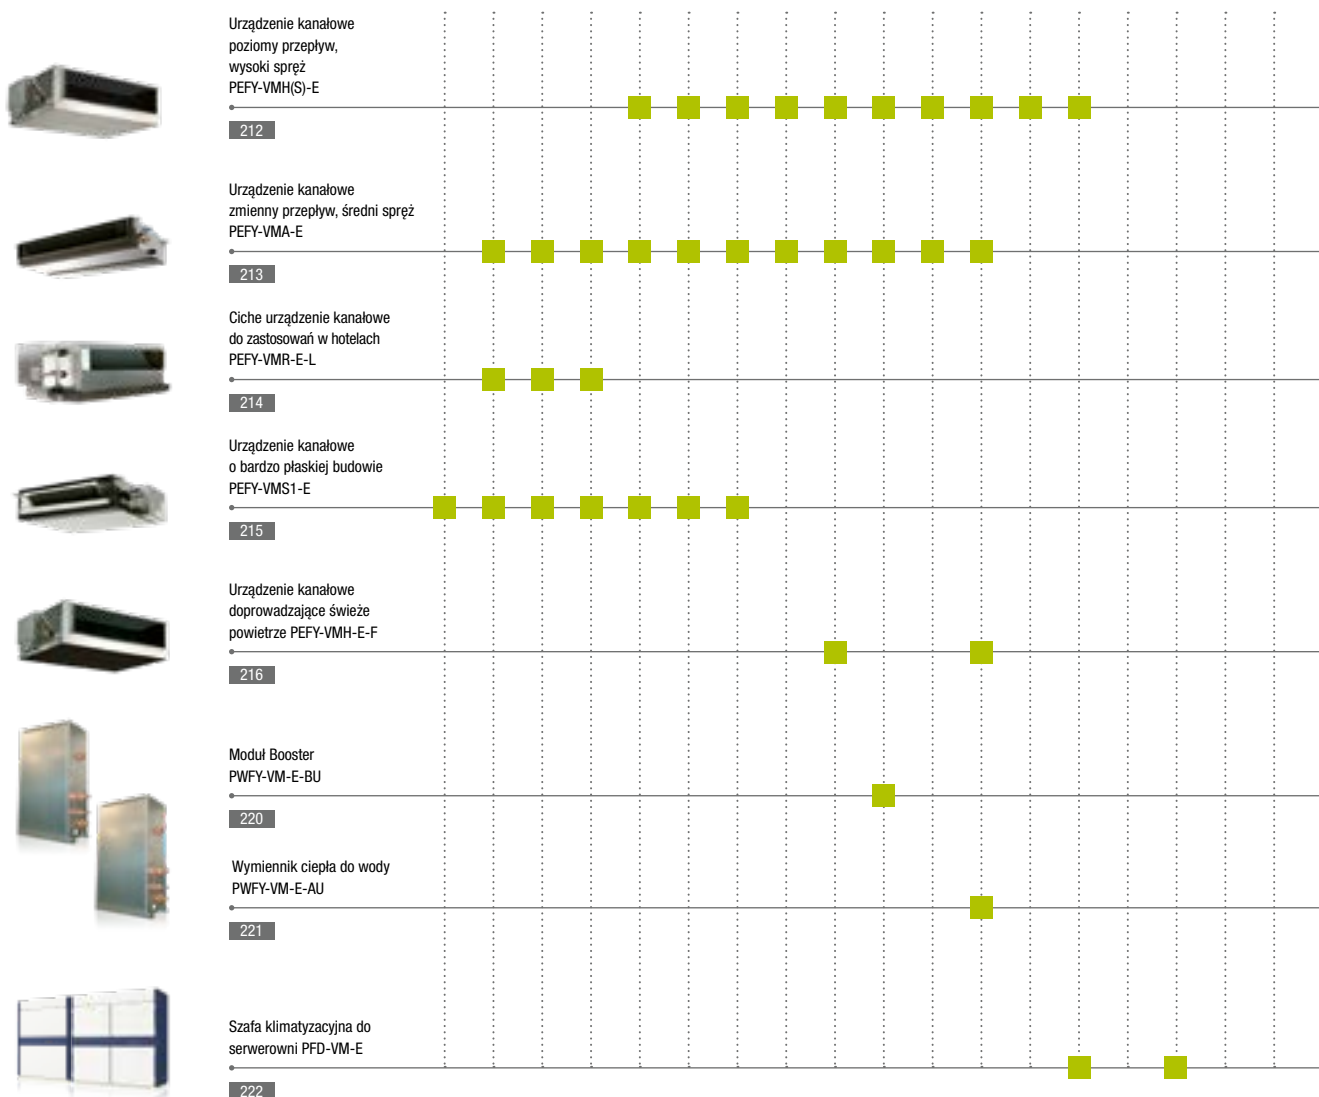 Urządzenie kanałowe
poziomy przepływ,
wysoki spręż
PEFY-VMH(S)-E
212
Urządzenie kanałowe
zmienny przepływ, średni spręż
PEFY-VMA-E
213
Ciche urządzenie kanałowe
do zastosowań w hotelach
PEFY-VMR-E-L
214
Urządzenie kanałowe
o bardzo płaskiej budowie
PEFY-VMS1-E
215
Urządzenie kanałowe
doprowadzające świeże
powietrze PEFY-VMH-E-F
216
Moduł Booster
PWFY-VM-E-BU
220
Wymiennik ciepła do wody
PWFY-VM-E-AU
221
Szafa klimatyzacyjna do
serwerowni PFD-VM-E
222